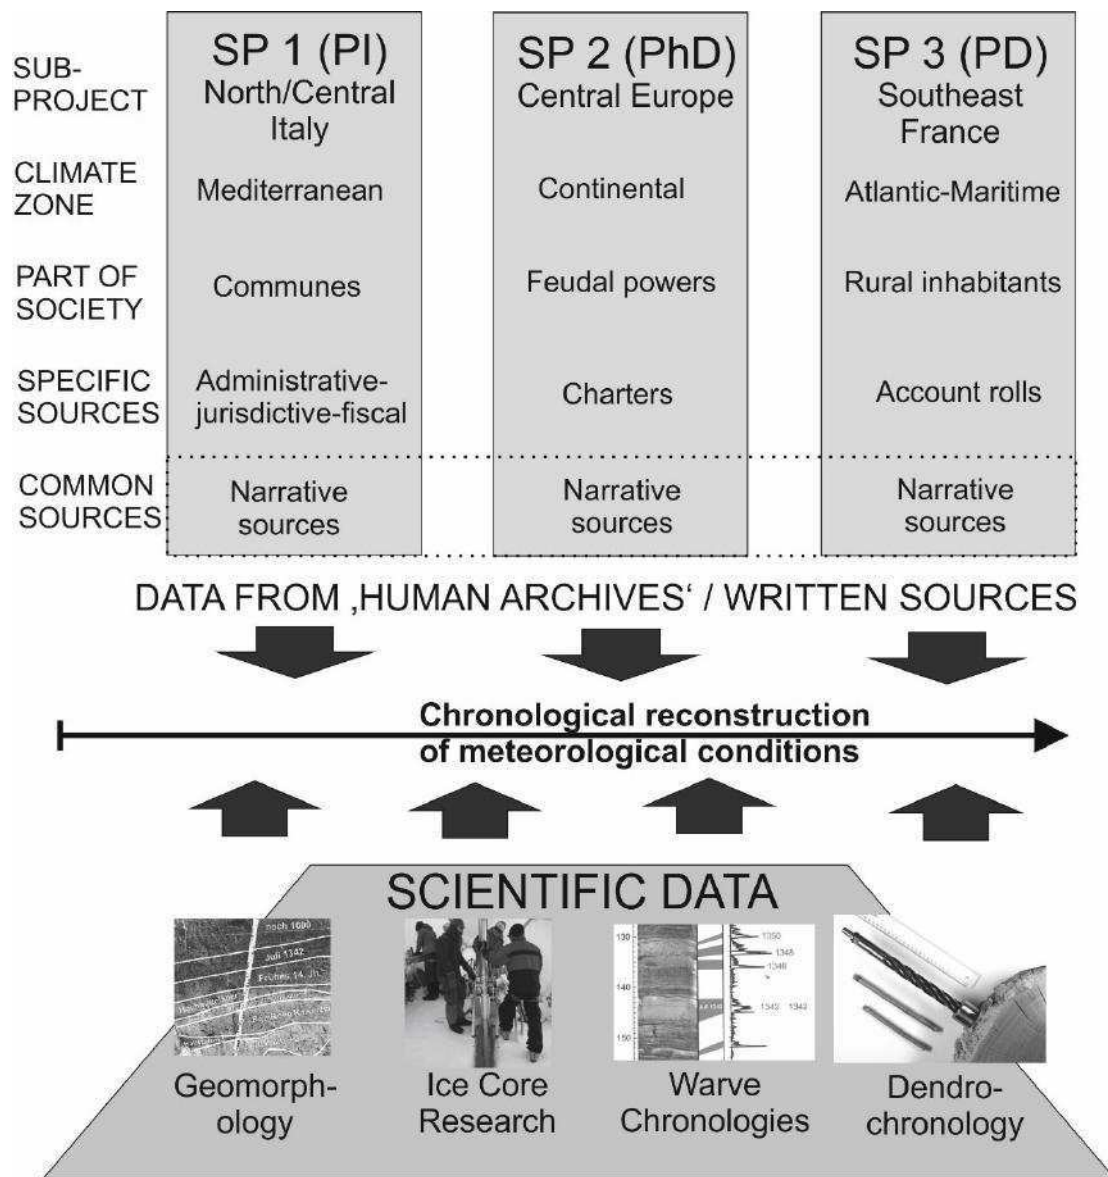 SUB-
PROJECT
SP 1 (PI)
North/Central
Italy
SP 2 (PhD)
Central Europe
SP 3 (PD)
Southeast
France
CLIMATE
ZONE
Mediterranean
Continental
Atlantic-Maritime
PART OF
SOCIETY
Communes
Feudal powers
Rural inhabitants
SPECIFIC
SOURCES
Administrative-
jurisdictive-fiscal
Charters
Account rolls
COMMON
SOURCES
Narrative
sources
Narrative
sources
Narrative
sources
DATA FROM ‚HUMAN ARCHIVES‘ / WRITTEN SOURCES
Chronological reconstruction
of meteorological conditions
SCIENTIFIC DATA
nach 1600
Juli 1342
Frühes 14. Jh.
130
140
150
1350
1348
1346
1342
Geomorph-
ology
Ice Core
Research
Warve
Chronologies
Dendro-
chronology